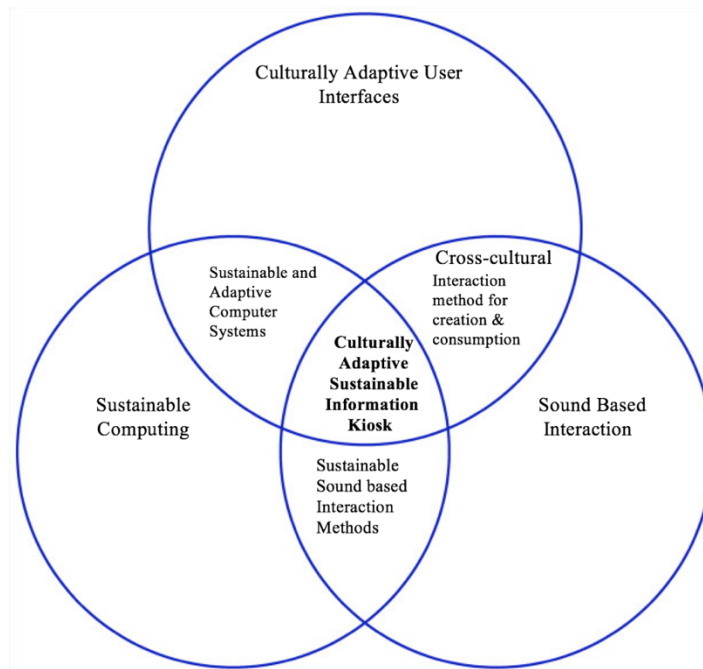 Culturally Adaptive User
Interfaces
Sustainable and
Adaptive
Computer
Systems
Cross-cultural
Interaction
method for
creation &
consumption
Culturally
Adaptive
Sustainable
Information
Kiosk
Sustainable
Computing
Sound Based
Interaction
Sustainable
Sound based
Interaction
Methods